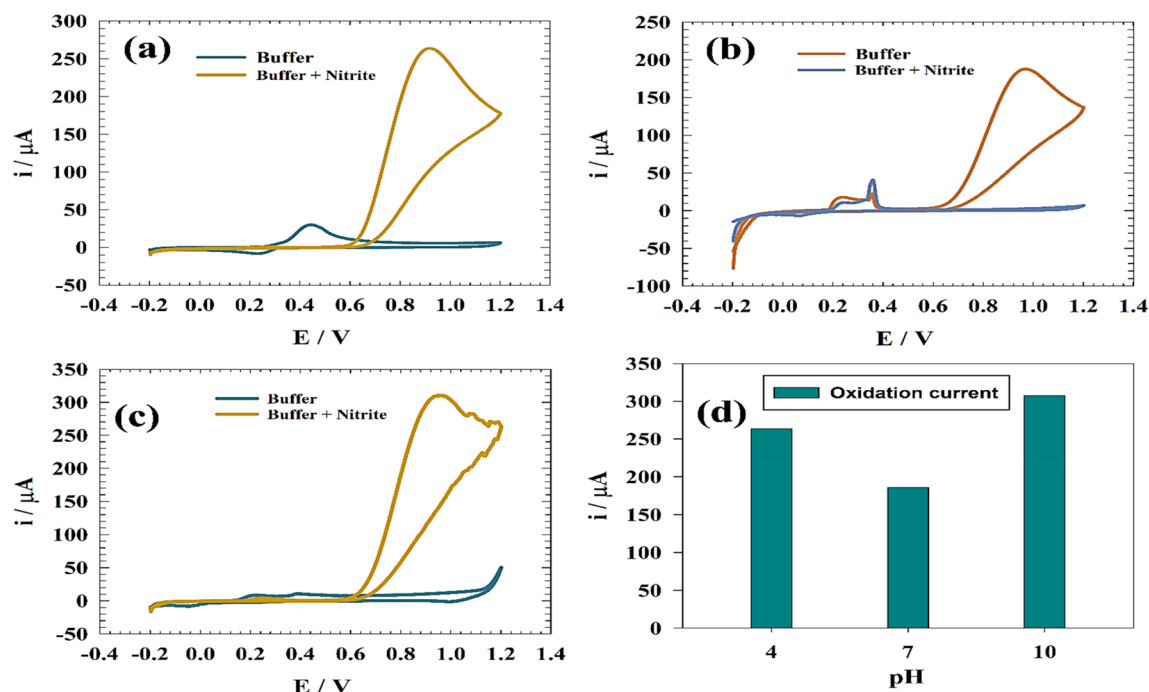 (a)
Buffer
Buffer + Nitrite
300
250
200
150
100
50
0
-50
i / µA
-0.4 -0.2 0.0 0.2 0.4 0.6 0.8 1.0 1.2 1.4
E / V
(b)
Buffer
Buffer + Nitrite
250
200
150
100
50
0
-50
-100
i / µA
-0.4 -0.2 0.0 0.2 0.4 0.6 0.8 1.0 1.2 1.4
E / V
(c)
Buffer
Buffer + Nitrite
350
300
250
200
150
100
50
0
-50
i / µA
-0.4 -0.2 0.0 0.2 0.4 0.6 0.8 1.0 1.2 1.4
E / V
(d)
Oxidation current
350
300
250
200
150
100
50
0
i / µA
4 7 10
pH